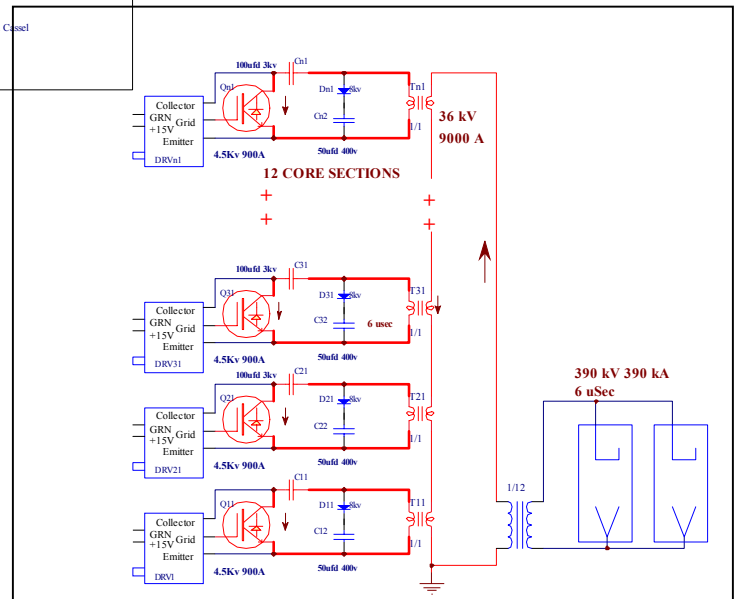 Cassel
100ufd 3kv
Cn1
Qn1
Dn1
8kv
Tn1
Collector
GRN
Grid
+15V
Emitter
DRVn1
Cn2
36 kV
9000 A
1/1
4.5Kv 900A
50ufd 400v
12 CORE SECTIONS
+ +
+ +
100ufd 3kv
C31
Q31
D31
8kv
T31
Collector
GRN
Grid
+15V
Emitter
DRV31
C32
6 usec
1/1
4.5Kv 900A
50ufd 400v
390 kV 390 kA
6 uSec
100ufd 3kv
C21
Q21
D21
8kv
T21
Collector
GRN
Grid
+15V
Emitter
DRV21
C22
1/1
4.5Kv 900A
50ufd 400v
1/12
C11
Q11
D11
8kv
T11
Collector
GRN
Grid
+15V
Emitter
DRV1
C12
1/1
4.5Kv 900A
50ufd 400v